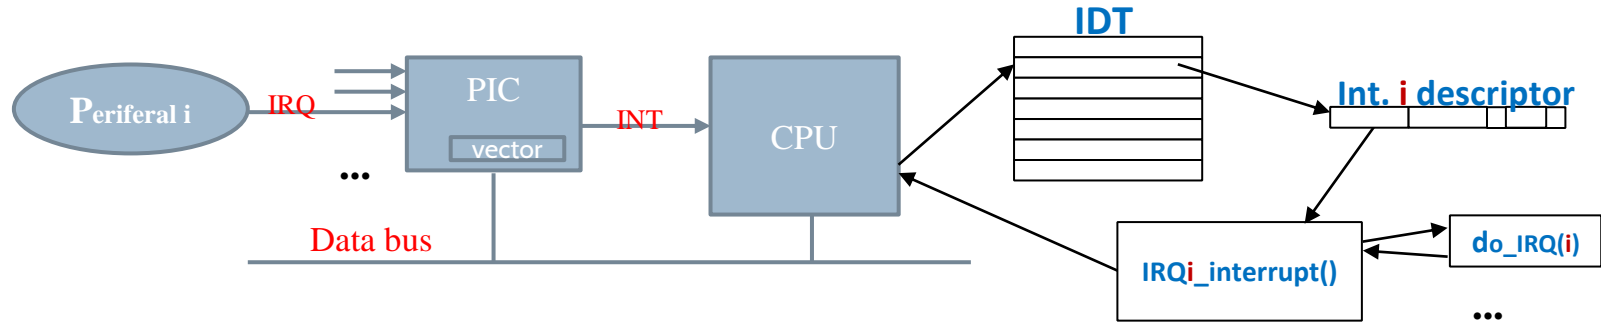 IDT
Periferal i
IRQ
PIC
vector
INT
CPU
Int. i descriptor
...
Data bus
IRQi_interrupt()
do_IRQ(i)
...